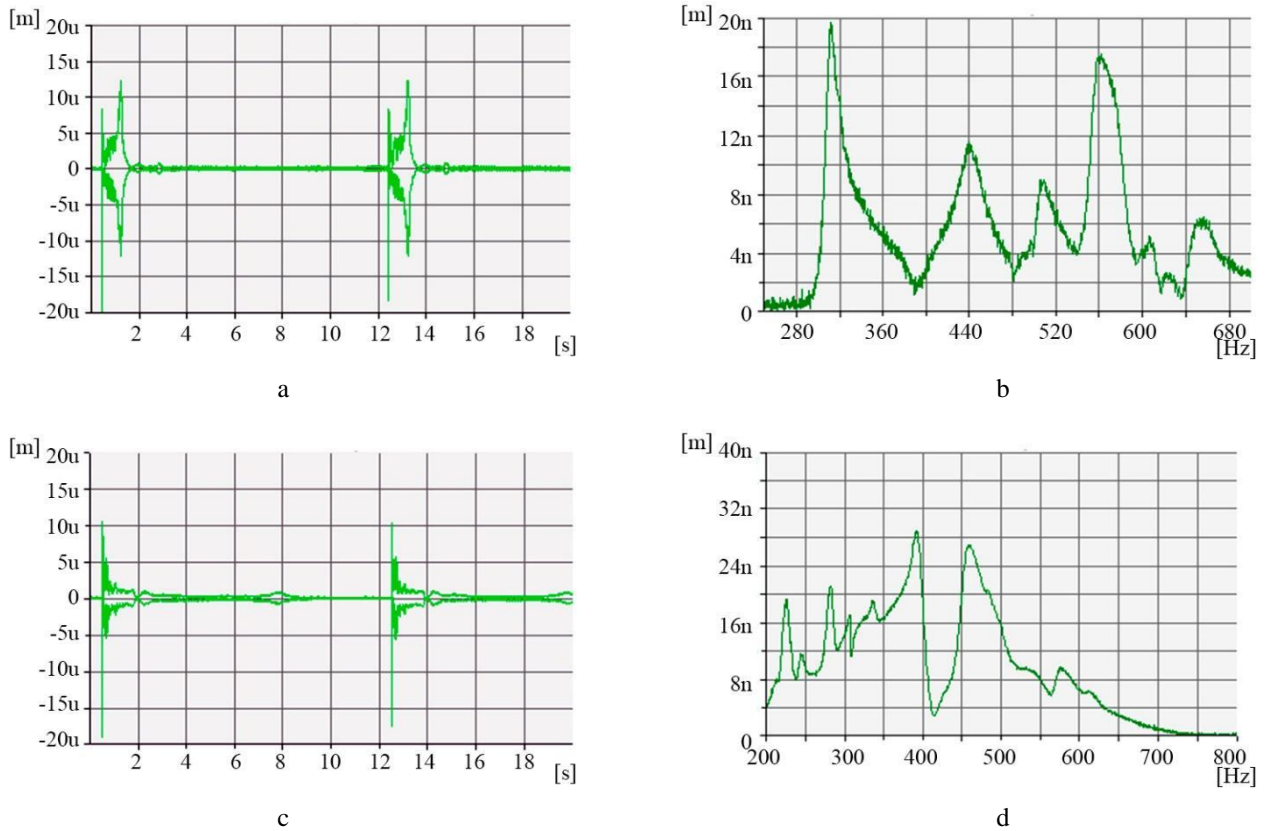 [m] 20u
15u
10u
5u
0
-5u
-10u
-15u
-20u
2 4 6 8 10 12 14 16 18
[s]
a
[m] 20n
16n
12n
8n
4n
0
280 360 440 520 600 680
[Hz]
b
[m] 20u
15u
10u
5u
0
-5u
-10u
-15u
-20u
2 4 6 8 10 12 14 16 18
[s]
c
[m] 40n
32n
24n
16n
8n
0
200 300 400 500 600 700 800
[Hz]
d